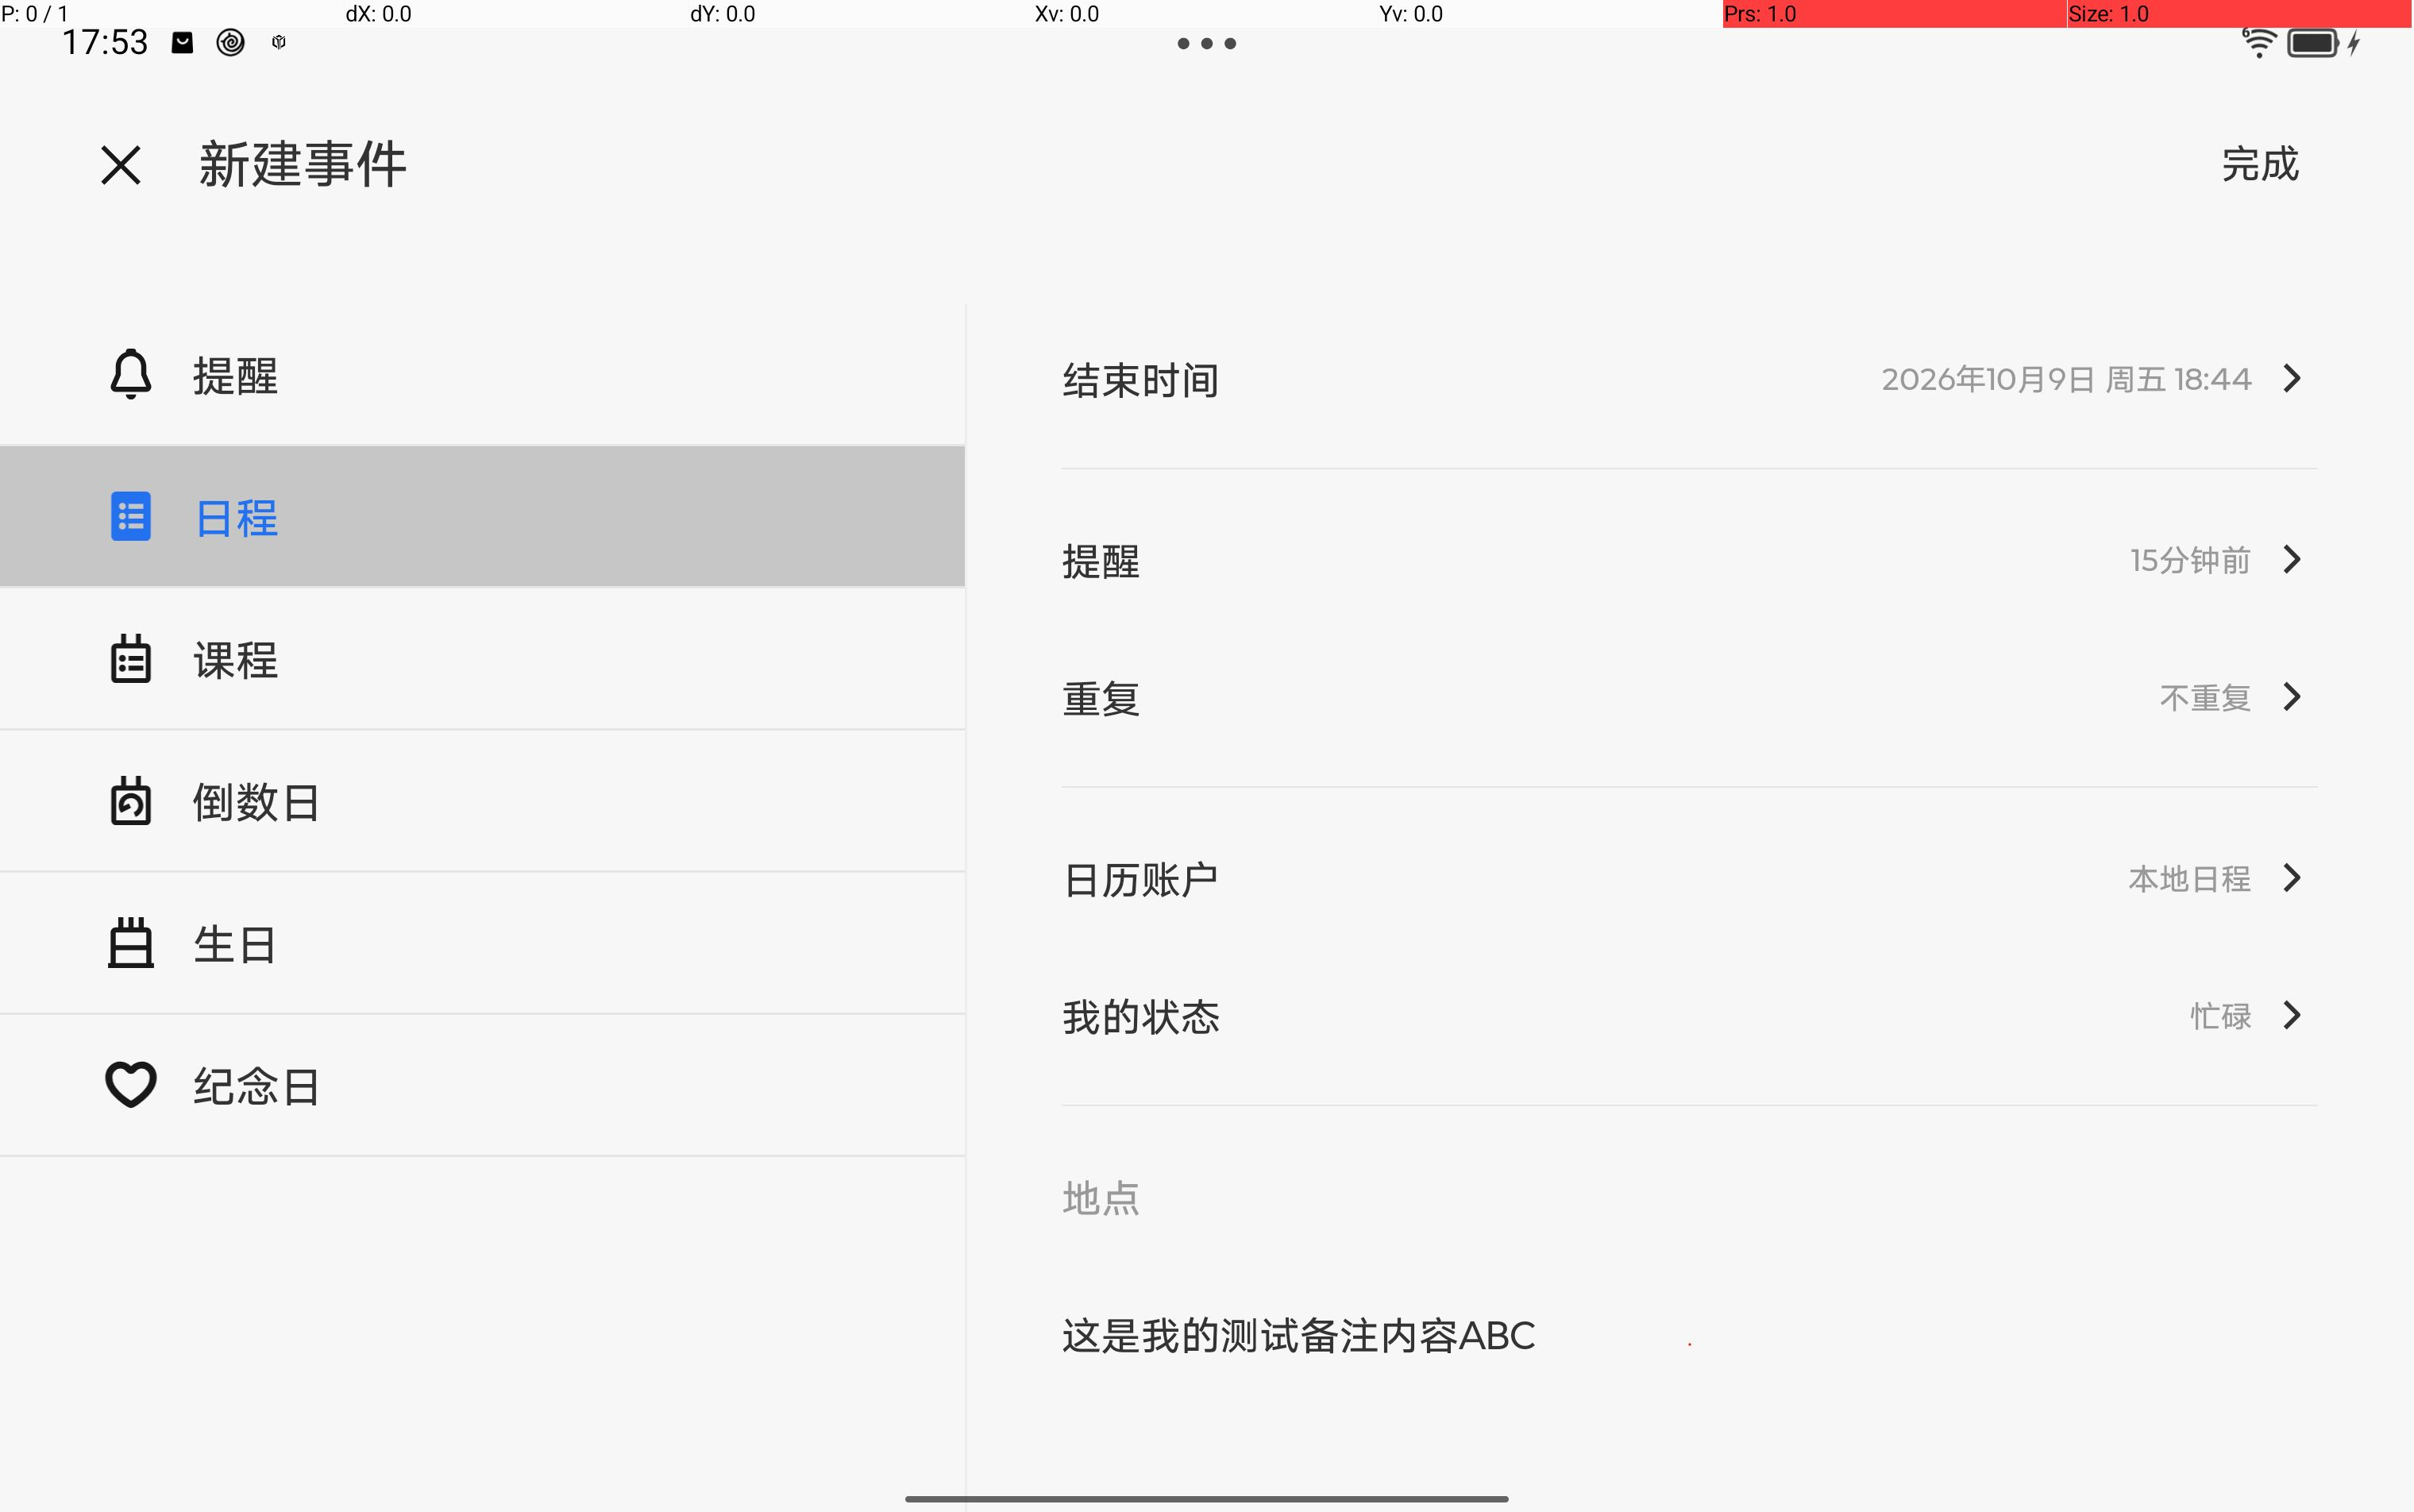 P: 0 / 1 dX: 0.0 dY: 0.0 Xv: 0.0 Yv: 0.0 Prs: 1.0 Size: 1.0
17:53
6
新建事件
完成
提醒
日程
课程
倒数日
生日
纪念日
结束时间 2026年10月9日 周五 18:44
提醒 15分钟前
重复 不重复
日历账户 本地日程
我的状态 忙碌
地点
这是我的测试备注内容ABC